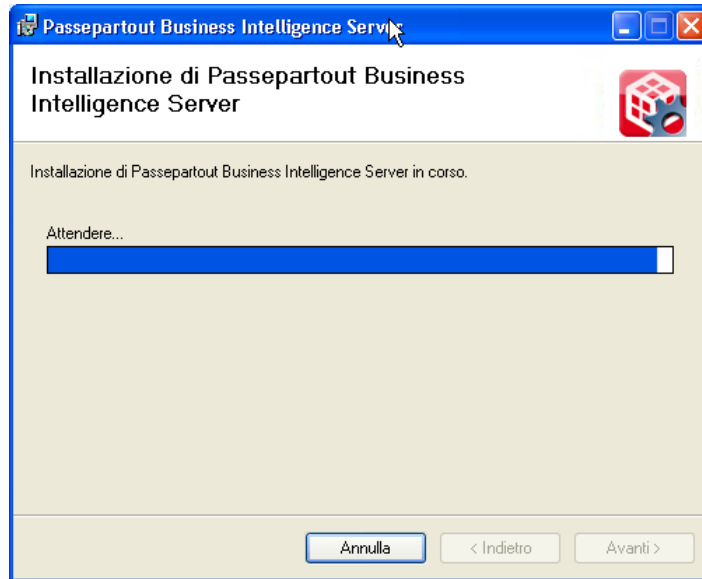 Passepartout Business Intelligence Server
Installazione di Passepartout Business
Intelligence Server
Installazione di Passepartout Business Intelligence Server in corso.
Attendere...
Annulla
< Indietro
Avanti >